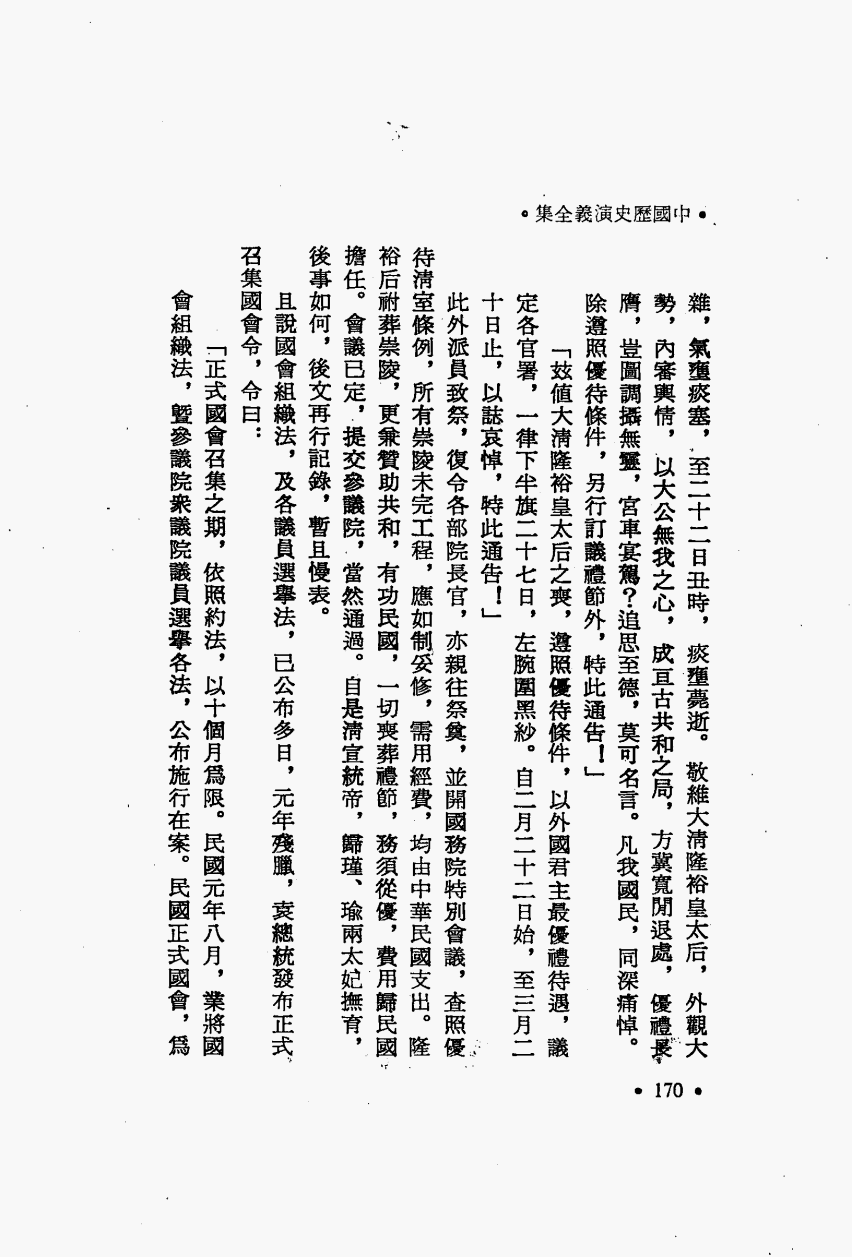 •中國歷史演義全集•
雜，氣壅痰塞，至二十二日丑時，痰壅薨逝。敬維大清隆裕皇太后，外觀大
勢，內審輿情，以大公無我之心，成亘古共和之局，方冀寬閒退處，優禮長
膺，豈圖調攝無靈，宮車宴駕？追思至德，莫可名言。凡我國民，同深痛悼。
除遵照優待條件，另行訂議禮節外，特此通告！」
「玆值大清隆裕皇太后之喪，遵照優待條件，以外國君主最優禮待遇，議
定各官署，一律下半旗二十七日，左腕圍黑紗。自二月二十二日始，至三月二
十日止，以誌哀悼，特此通告！」
此外派員致祭，復令各部院長官，亦親往祭奠，並開國務院特別會議，查照優
待清室條例，所有崇陵未完工程，應如制妥修，需用經費，均由中華民國支出。隆
裕后祔葬崇陵，更兼贊助共和，有功民國，一切喪葬禮節，務須從優，費用歸民國
擔任。會議已定，提交參議院，當然通過。自是清宣統帝，歸瑾、瑜兩太妃撫育，
後事如何，後文再行記錄，暫且慢表。
且說國會組織法，及各議員選舉法，已公布多日，元年殘臘，袁總統發布正式
召集國會令，令曰：
「正式國會召集之期，依照約法，以十個月爲限。民國元年八月，業將國
會組織法，暨參議院衆議院議員選舉各法，公布施行在案。民國正式國會，爲
•170•